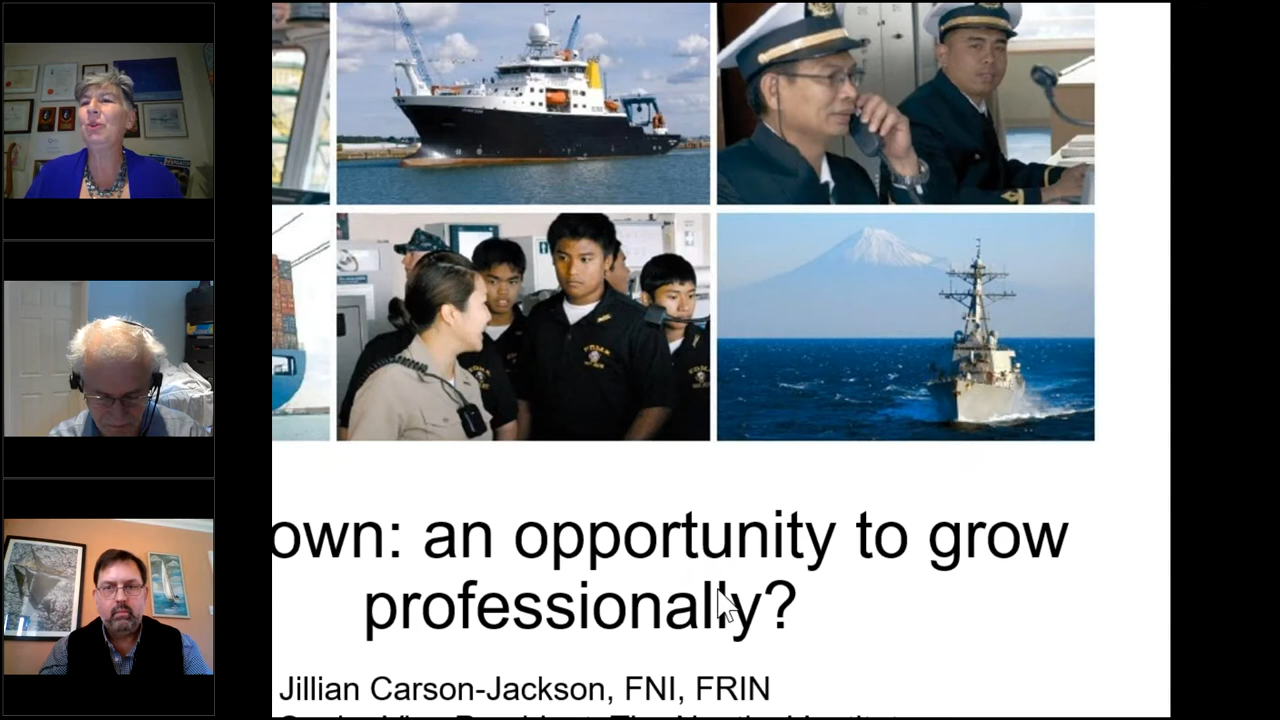 own: an opportunity to grow
professionally?
Jillian Carson-Jackson, FNI, FRIN